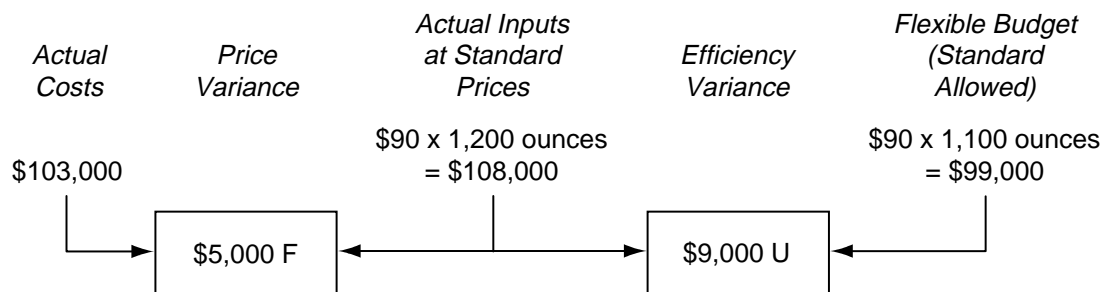 Actual
Costs
Price
Variance
Actual Inputs
at Standard
Prices
Efficiency
Variance
Flexible Budget
(Standard
Allowed)
$103,000
$90 x 1,200 ounces
= $108,000
$90 x 1,100 ounces
= $99,000
$5,000 F
$9,000 U